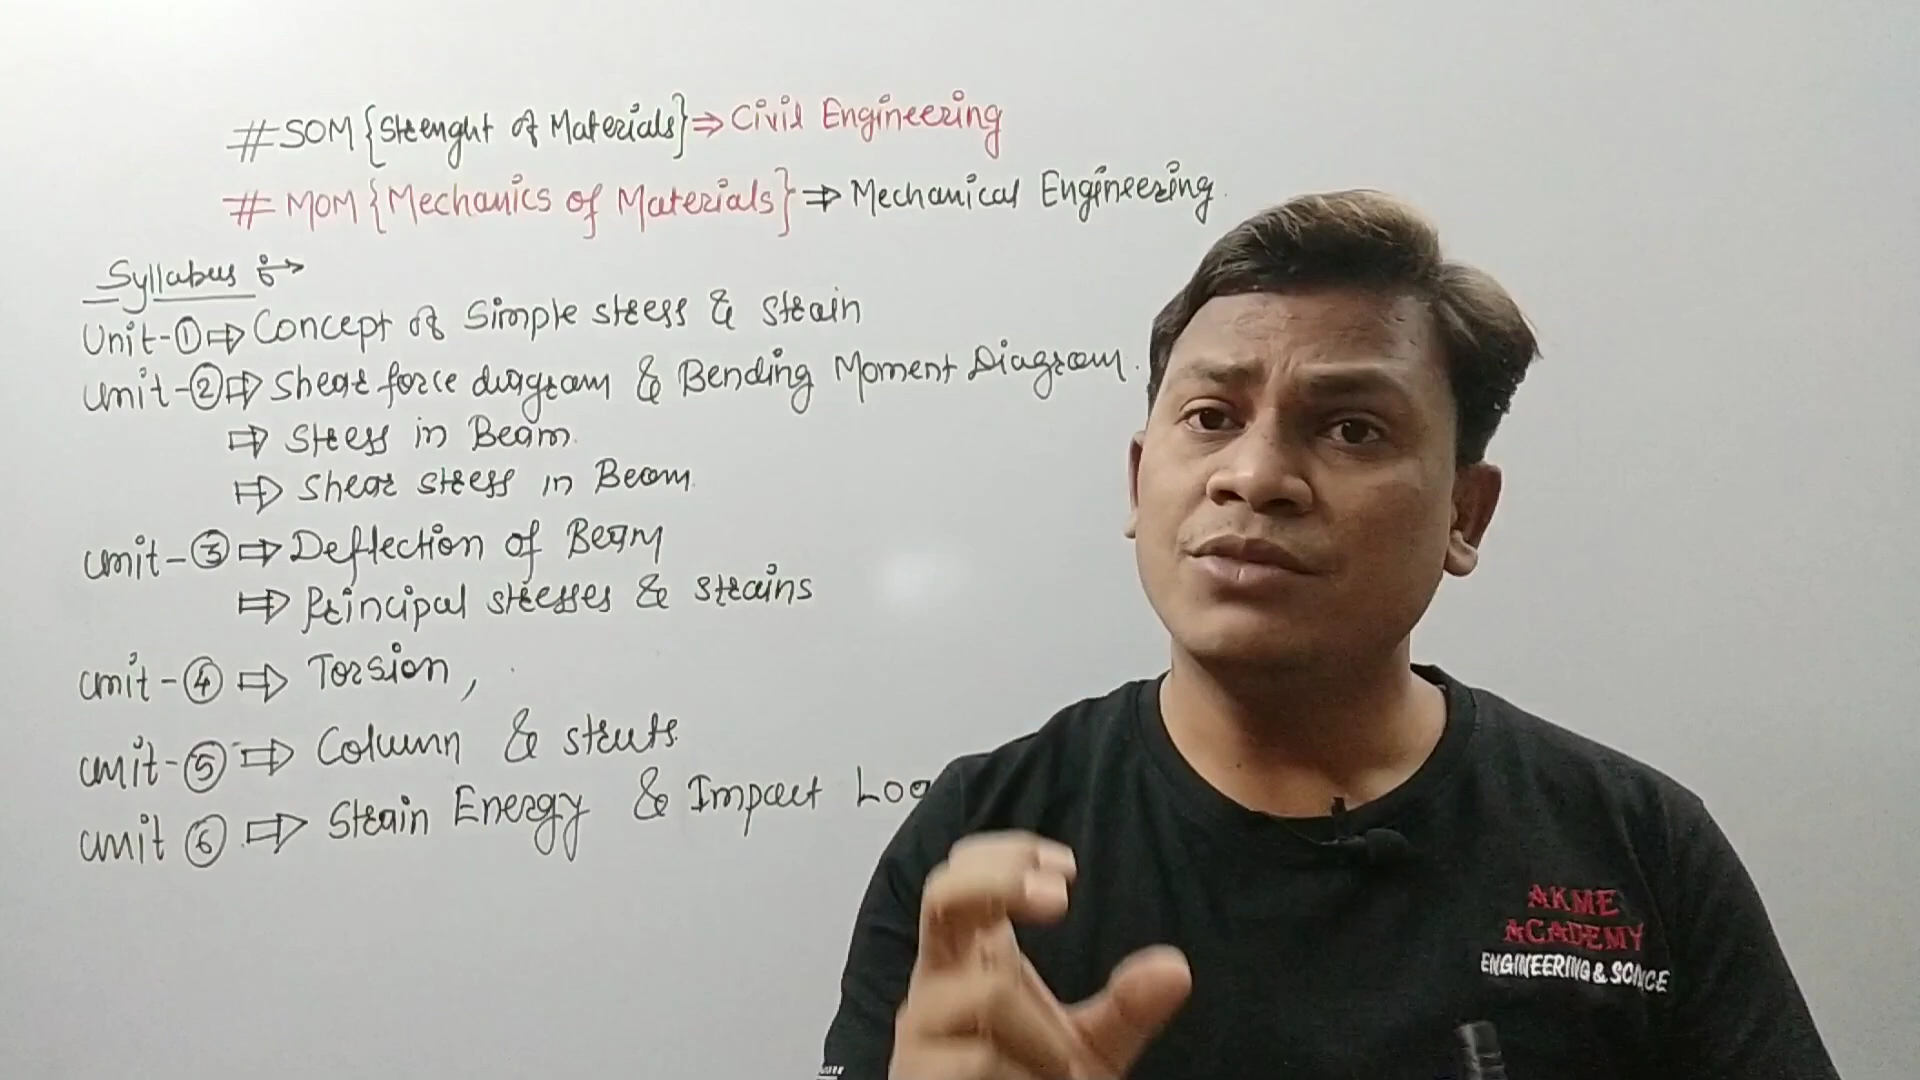 #SOM {Strenght of Materials} ⇒ Civil Engineering
# MOM {Mechanics of Materials} ⇒ Mechanical Engineering.
Syllabus :→
Unit-① ⇒ Concept of Simple stress & strain
Unit-② ⇒ Shear force diagram & Bending Moment Diagram.
⇒ Stress in Beam.
⇒ Shear stress in Beam.
Unit-③ ⇒ Deflection of Beam
⇒ Principal stresses & strains
Unit-④ ⇒ Torsion,
Unit-⑤ ⇒ Column & struts.
Unit ⑥ ⇒ Strain Energy & Impact Loa
AKME
ACADEMY
ENGINEERING & SCINCE